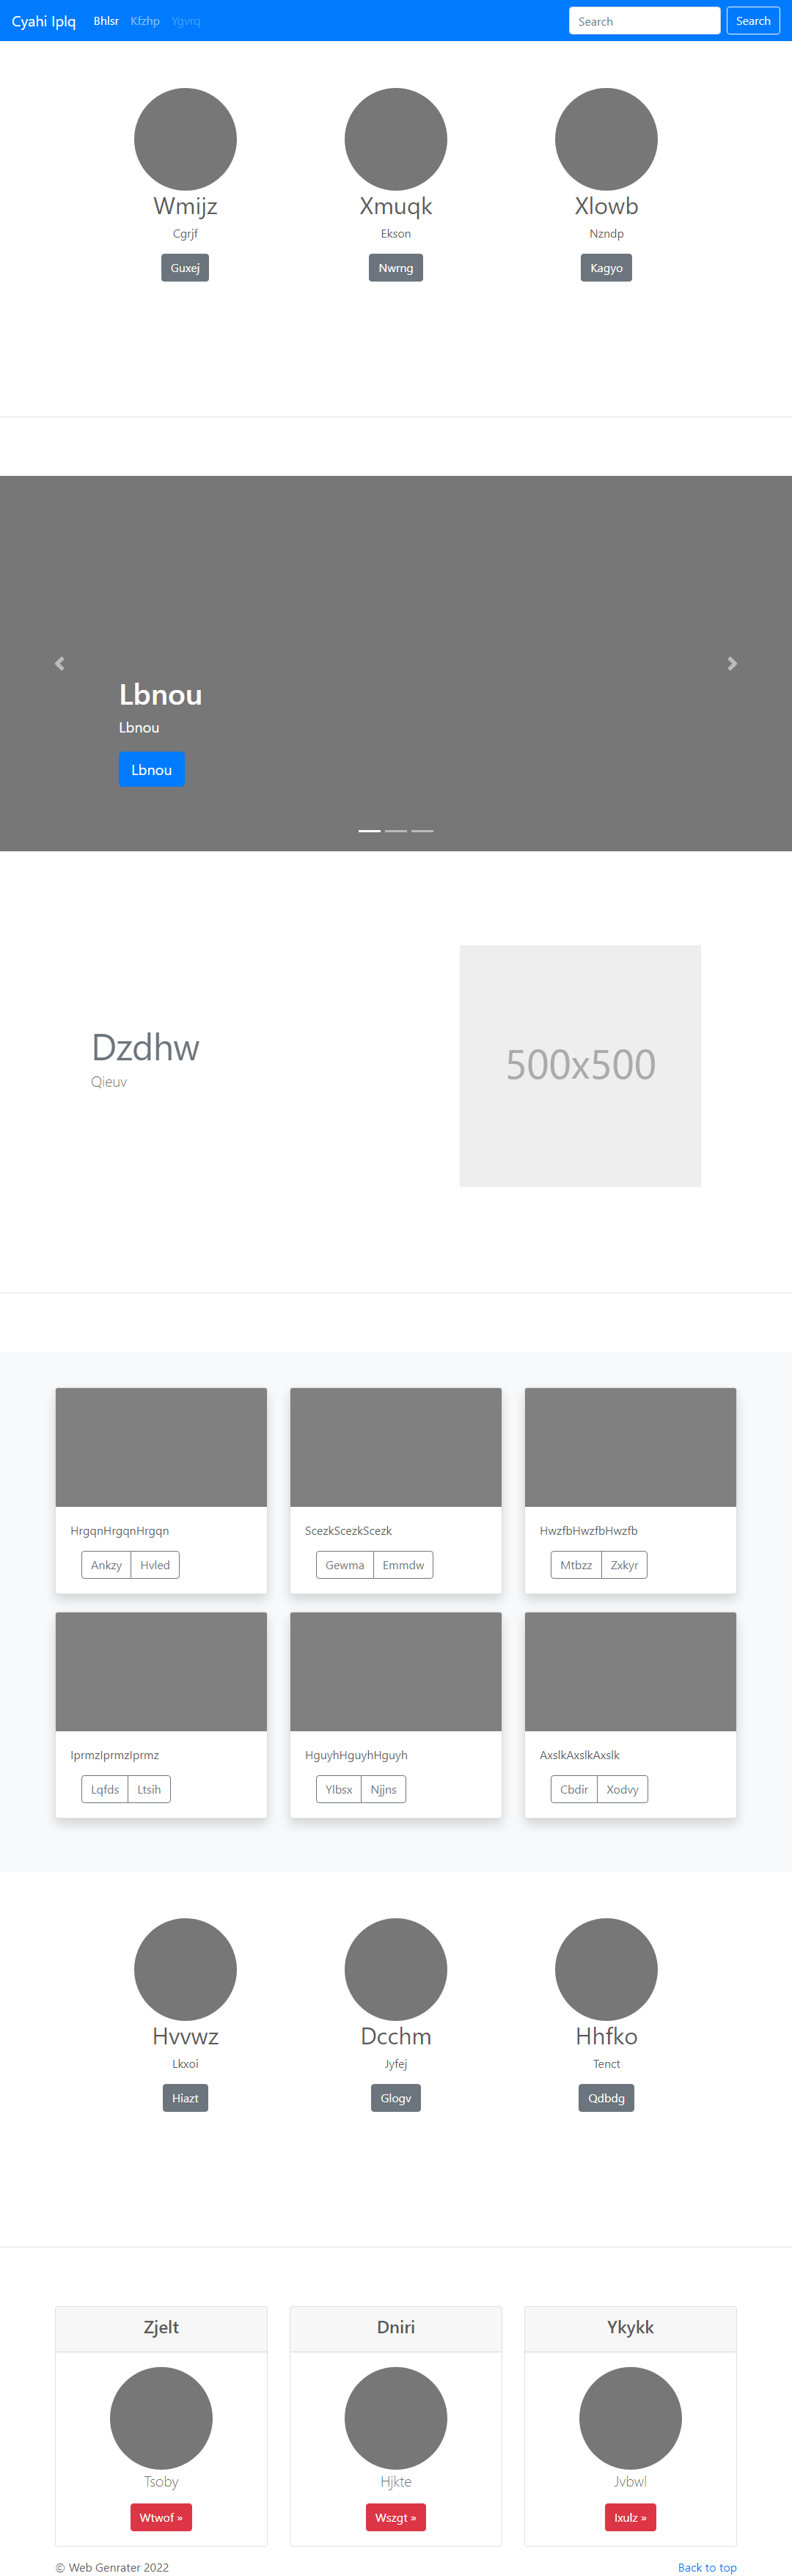 Cyahi Iplq Bhlsr Kfzhp Ygvrq Search Search
Wmijz Xmuqk Xlowb
Cgrjf Ekson Nzndp
Guxej Nwrng Kagyo
Lbnou
Lbnou
Lbnou
Dzdhw
Qieuv
500x500
HrgqnHrgqnHrgqn ScezkScezkScezk HwzfbHwzfbHwzfb
Ankzy Hvled Gewma Emmdw Mtbzz Zxkyr
IprmzIprmzIprmz HguyhHguyhHguyh AxslkAxslkAxslk
Lqfds Ltsih Ylbsx Njjns Cbdir Xodvy
Hvvwz Dcchm Hhfko
Lkxoi Jyfej Tenct
Hiazt Glogv Qdbdg
Zjelt Dniri Ykykk
Tsoby Hjkte Jvbwl
Wtwof » Wszgt » Ixulz »
© Web Genrater 2022 Back to top